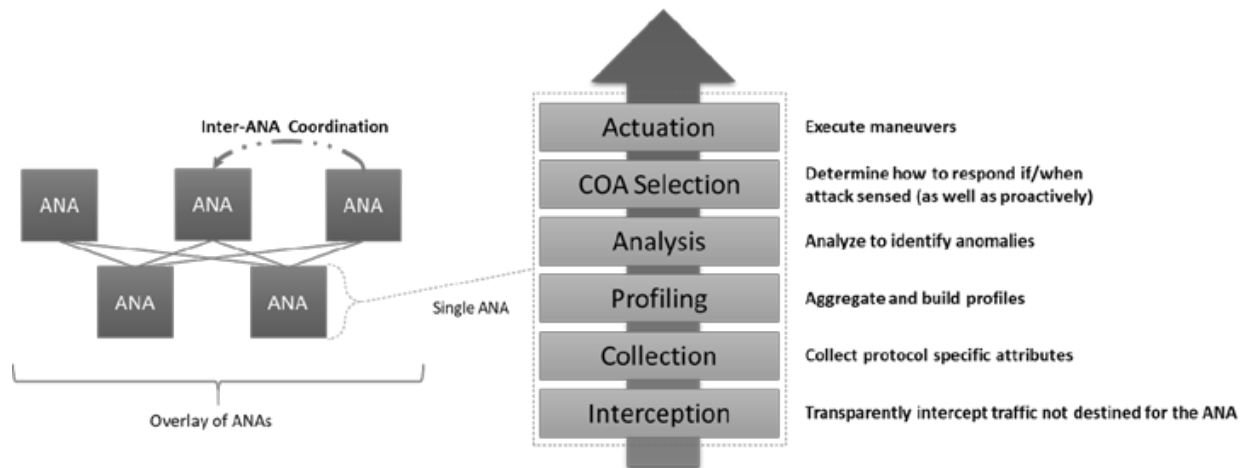 Inter-ANA Coordination
ANA
ANA
ANA
ANA
ANA
Single ANA
Overlay of ANAs
Actuation
Execute maneuvers
COA Selection
Determine how to respond if/when
attack sensed (as well as proactively)
Analysis
Analyze to identify anomalies
Profiling
Aggregate and build profiles
Collection
Collect protocol specific attributes
Interception
Transparently intercept traffic not destined for the ANA